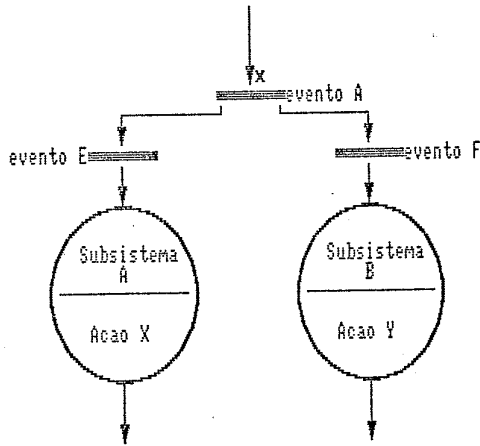 x
evento A
evento E
evento F
Subsistema
A
Acao X
Subsistema
B
Acao Y